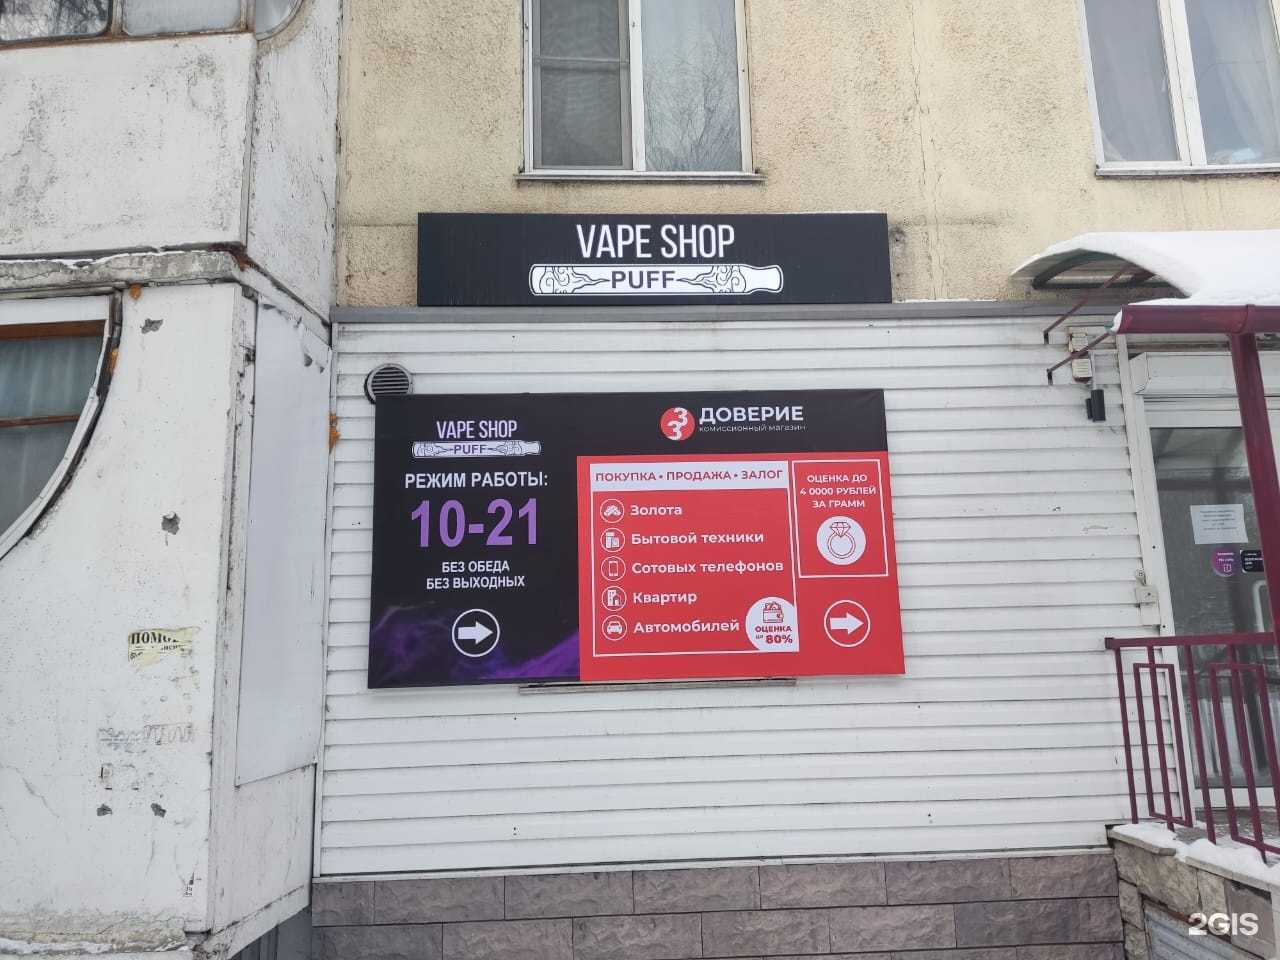 VAPE SHOP
PUFF
VAPE SHOP
PUFF
РЕЖИМ РАБОТЫ:
10-21
БЕЗ ОБЕДА
БЕЗ ВЫХОДНЫХ
33
ДОВЕРИЕ
КОМИССИОННЫЙ МАГАЗИН
ПОКУПКА • ПРОДАЖА • ЗАЛОГ
Золота
Бытовой техники
Сотовых телефонов
Квартир
Автомобилей
ОЦЕНКА
до 80%
ОЦЕНКА ДО
4 0000 РУБЛЕЙ
ЗА ГРАММ
2GIS